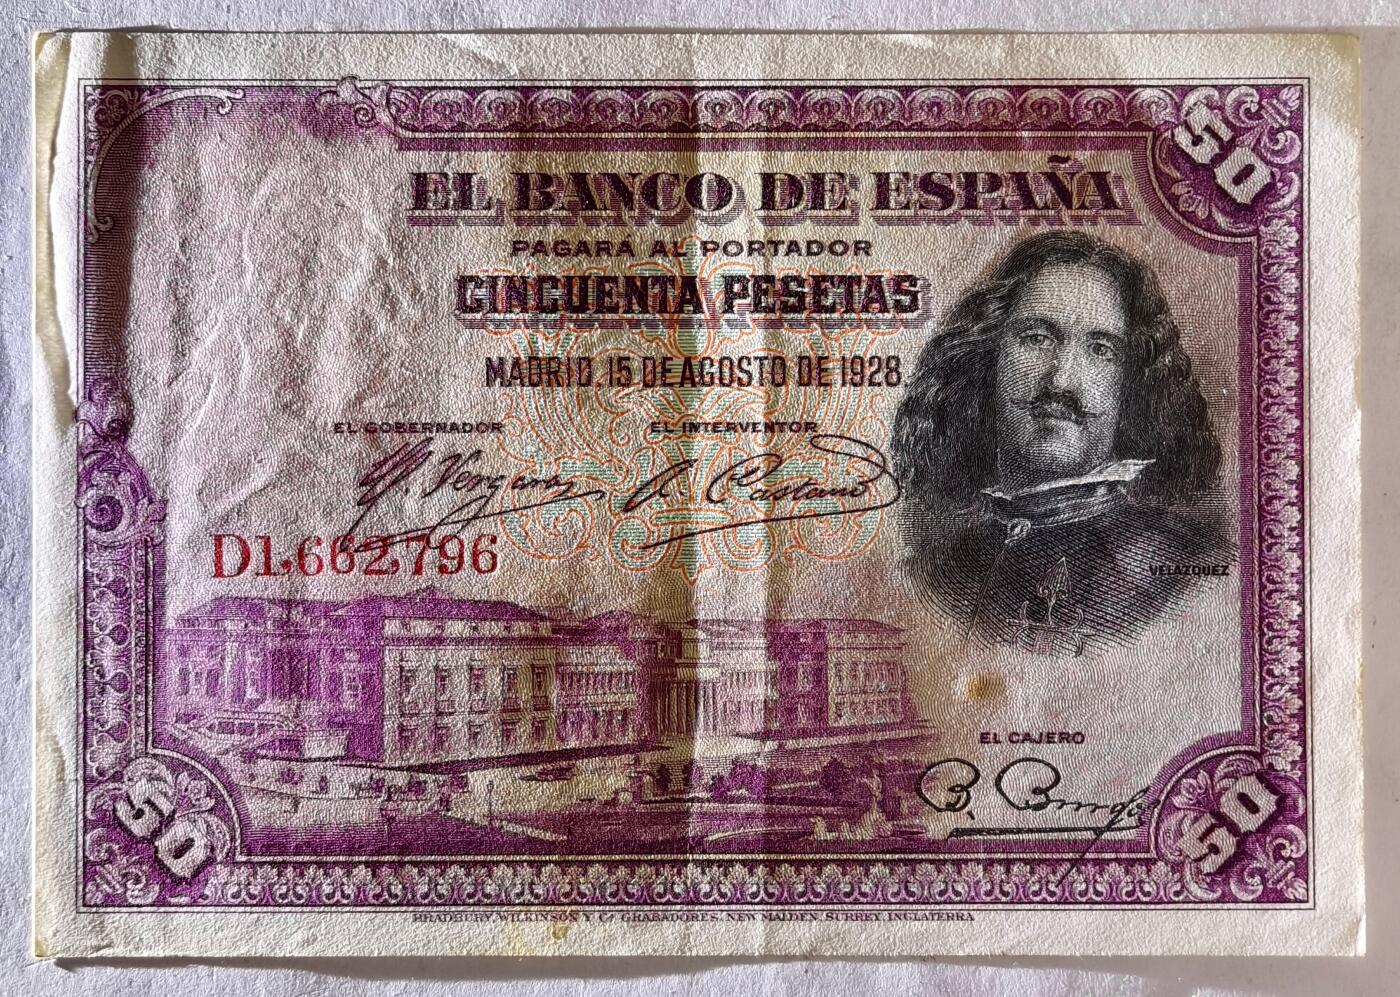 50
EL BANCO DE ESPAÑA
PAGARÁ AL PORTADOR
CINCUENTA PESETAS
MADRID 15 DE AGOSTO DE 1928
EL GOBERNADOR EL INTERVENTOR
D1,662,796
VELAZQUEZ
EL CAJERO
50
50
BRADBURY, WILKINSON Y Cª GRABADORES, NEW MALDEN, SURREY, INGLATERRA